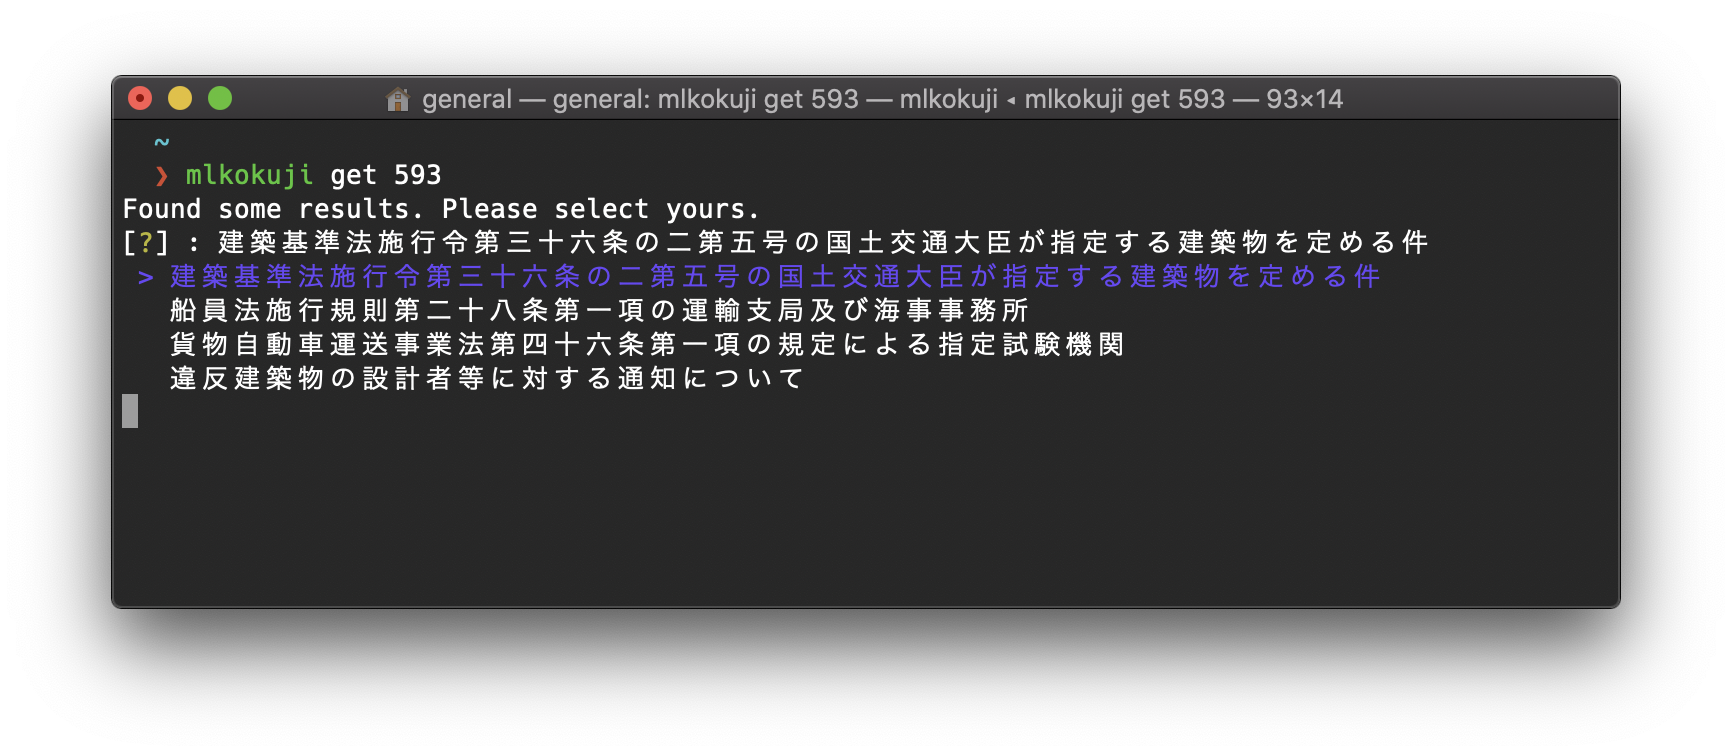 general — general: mlkokuji get 593 — mlkokuji ◂ mlkokuji get 593 — 93×14
~
❯ mlkokuji get 593
Found some results. Please select yours.
[?] : 建築基準法施行令第三十六条の二第五号の国土交通大臣が指定する建築物を定める件
> 建築基準法施行令第三十六条の二第五号の国土交通大臣が指定する建築物を定める件
船員法施行規則第二十八条第一項の運輸支局及び海事事務所
貨物自動車運送事業法第四十六条第一項の規定による指定試験機関
違反建築物の設計者等に対する通知について